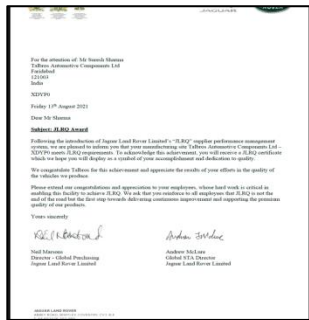 JAGUAR
For the attention of Mr Suresh Sharma
Talbros Automotive Components Ltd
Faridabad
121003
India
XDYP0
Friday 13th August 2021
Dear Mr Sharma
Subject: JLRQ Award
Following the introduction of Jaguar Land Rover Limited's "JLRQ" supplier performance management
system, we are pleased to inform you that your manufacturing site Talbros Automotive Components Ltd –
XDYP0 meets JLRQ requirements. To acknowledge this achievement, you will receive a JLRQ certificate
which we hope you will display as a symbol of your accomplishment and dedication to quality.
We congratulate Talbros for this achievement and appreciate the results of your efforts in the quality of
the vehicles we produce.
Please extend our congratulations and appreciation to your employees, whose hard work is critical in
enabling this facility to achieve JLRQ. We ask that you reinforce to all employees that JLRQ is not the
end of the road but the first step towards delivering continuous improvement and supporting the premium
quality of our products.
Yours sincerely
Neil
Andrew
Director - Global Purchasing
Global STA Director
Jaguar Land Rover Limited
Jaguar Land Rover Limited
JAGUAR LAND ROVER